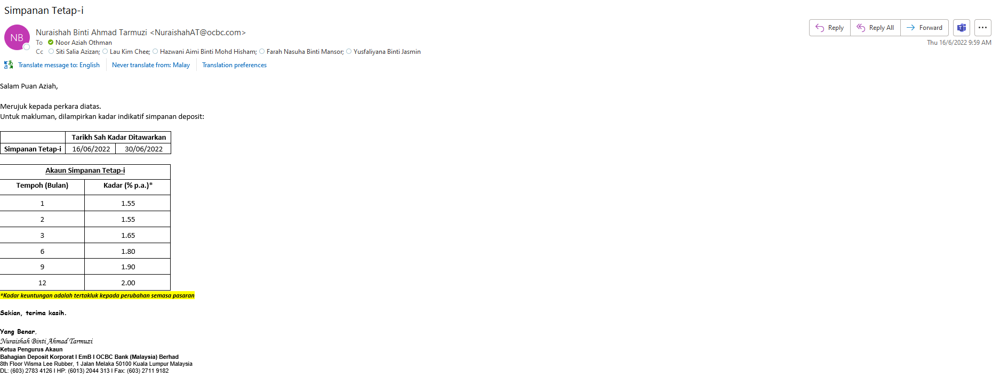 Simpanan Tetap-i
NB
Nuraishah Binti Ahmad Tarmuzi <NuraishahAT@ocbc.com>
To Noor Aziah Othman
Cc Siti Salia Azizan; Lau Kim Chee; Hazwani Aimi Binti Mohd Hisham; Farah Nasuha Binti Mansor; Yusfaliyana Binti Jasmin
Reply Reply All Forward
Thu 16/6/2022 9:59 AM
Translate message to: English Never translate from: Malay Translation preferences
Salam Puan Aziah,
Merujuk kepada perkara diatas.
Untuk makluman, dilampirkan kadar indikatif simpanan deposit:
Tarikh Sah Kadar Ditawarkan
Simpanan Tetap-i 16/06/2022 30/06/2022
Akaun Simpanan Tetap-i
Tempoh (Bulan) Kadar (% p.a.)*
1 1.55
2 1.55
3 1.65
6 1.80
9 1.90
12 2.00
*Kadar keuntungan adalah tertakluk kepada perubahan semasa pasaran
Sekian, terima kasih.
Yang Benar,
Nuraishah Binti Ahmad Tarmuzi
Ketua Pengurus Akaun
Bahagian Deposit Korporat I EmB I OCBC Bank (Malaysia) Berhad
8th Floor Wisma Lee Rubber, 1 Jalan Melaka 50100 Kuala Lumpur Malaysia
DL: (603) 2783 4126 I HP: (6013) 2044 313 I Fax: (603) 2711 9182